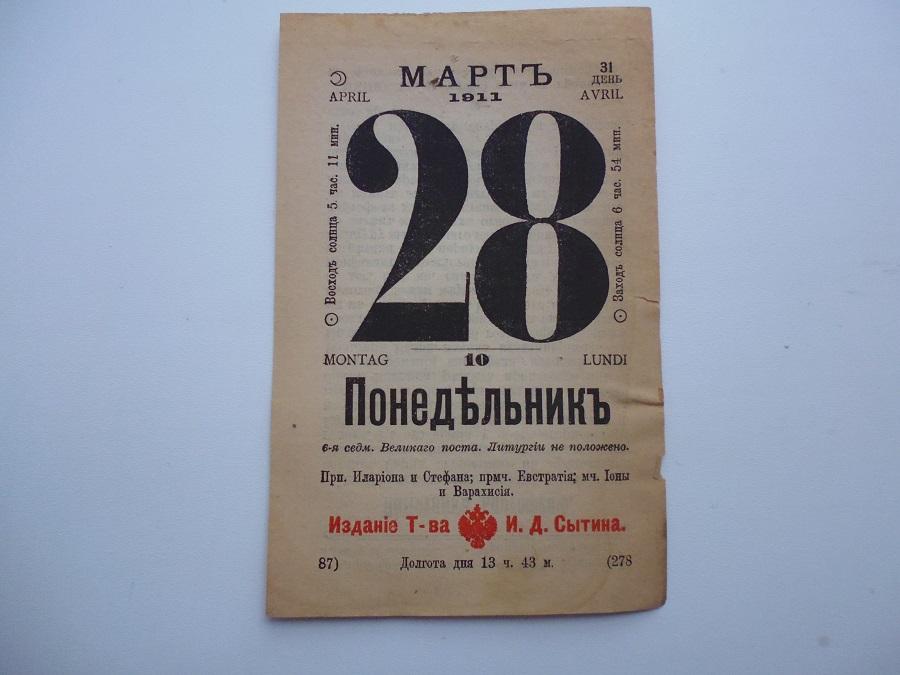 МАРТЪ
31
ДЕНЬ
APRIL
1911
AVRIL
Восходъ солнца 5 час. 11 мин.
28
Заходъ солнца 6 час. 54 мин.
MONTAG
10
LUNDI
Понедѣльникъ
6-я седм. Великаго поста. Литургіи не положено.
Прп. Иларіона и Стефана; прмч. Евстратія; мч. Іоны
и Варахисія.
Изданіе Т-ва И. Д. Сытина.
87) Долгота дня 13 ч. 43 м. (278